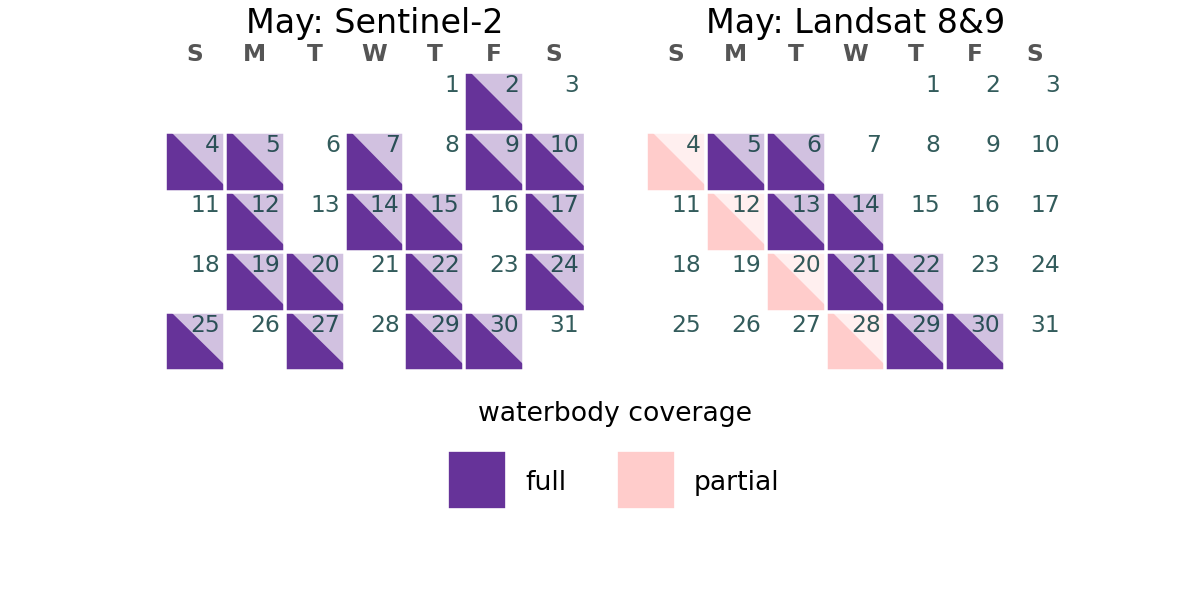 May: Sentinel-2
S M T W T F S
1 2 3
4 5 6 7 8 9 10
11 12 13 14 15 16 17
18 19 20 21 22 23 24
25 26 27 28 29 30 31
May: Landsat 8&9
S M T W T F S
1 2 3
4 5 6 7 8 9 10
11 12 13 14 15 16 17
18 19 20 21 22 23 24
25 26 27 28 29 30 31
waterbody coverage
full partial